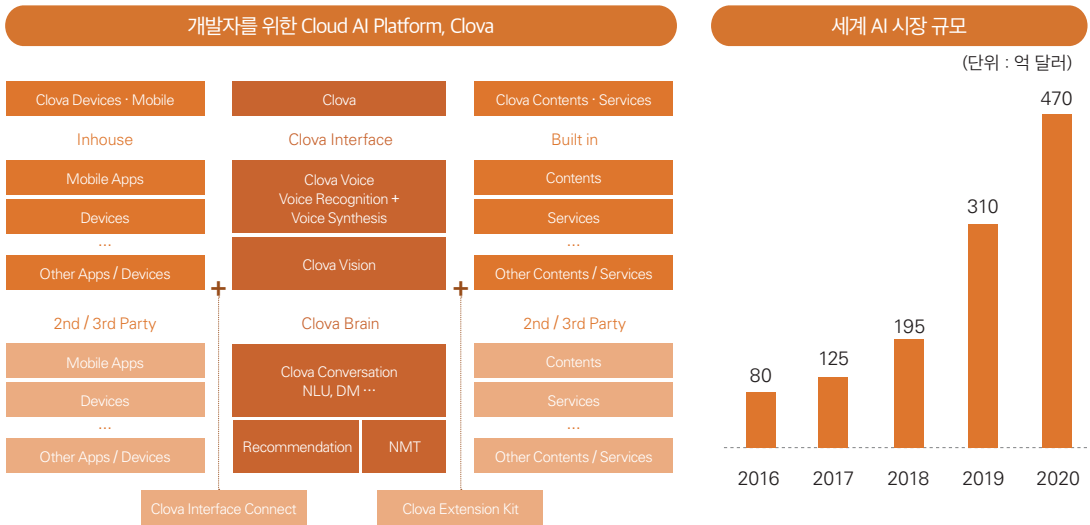 개발자를 위한 Cloud AI Platform, Clova
Clova Devices · Mobile
Inhouse
Mobile Apps
Devices
...
Other Apps / Devices
2nd / 3rd Party
Mobile Apps
Devices
...
Other Apps / Devices
Clova
Clova Interface
Clova Voice
Voice Recognition +
Voice Synthesis
Clova Vision
Clova Brain
Clova Conversation
NLU, DM ···
Recommendation
NMT
Clova Contents · Services
Built in
Contents
Services
...
Other Contents / Services
2nd / 3rd Party
Contents
Services
...
Other Contents / Services
+
+
Clova Interface Connect
Clova Extension Kit
세계 AI 시장 규모
(단위 : 억 달러)
80
125
195
310
470
2016
2017
2018
2019
2020